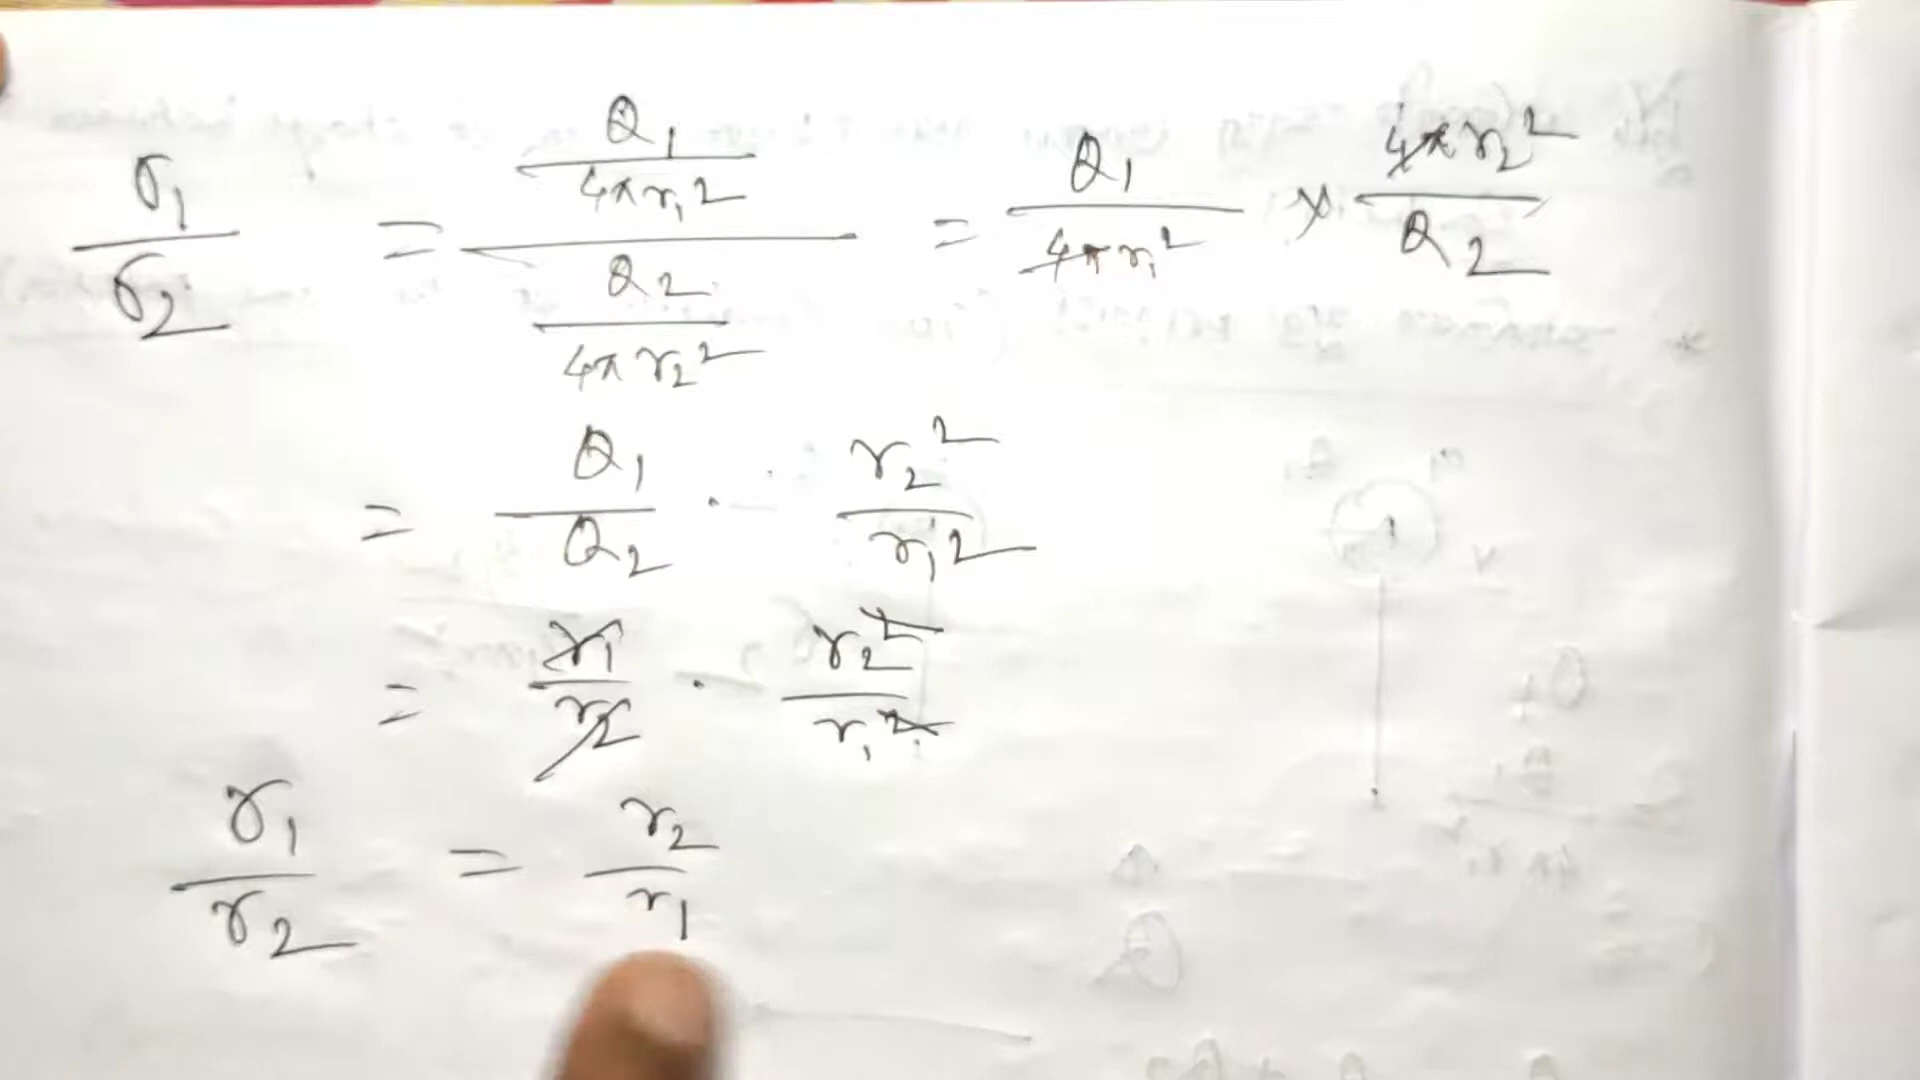 σ₁/σ₂ = (Q₁/4πr₁²)/(Q₂/4πr₂²) = Q₁/4πr₁² × 4πr₂²/Q₂
= Q₁/Q₂ · r₂²/r₁²
= r₁/r₂ · r₂²/r₁²
σ₁/σ₂ = r₂/r₁